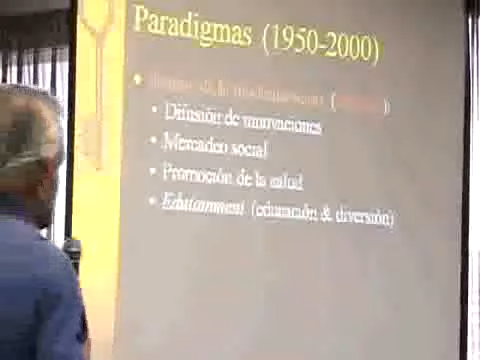 Paradigmas (1950-2000)
• Difusión de innovaciones
• Mercadeo social
• Promoción de la salud
• Edutainment (educación & diversión)